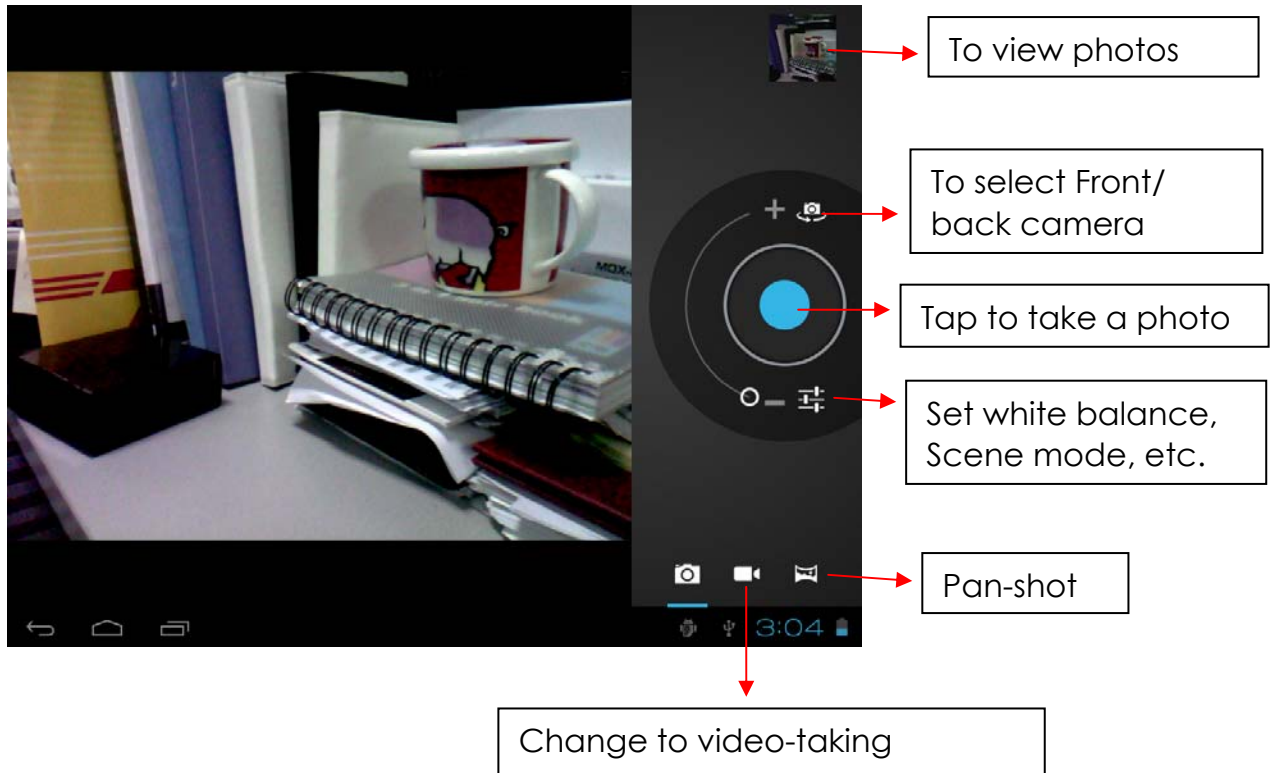 To view photos
To select Front/
back camera
MOX
Tap to take a photo
Set white balance,
Scene mode, etc.
Pan-shot
3:04
Change to video-taking